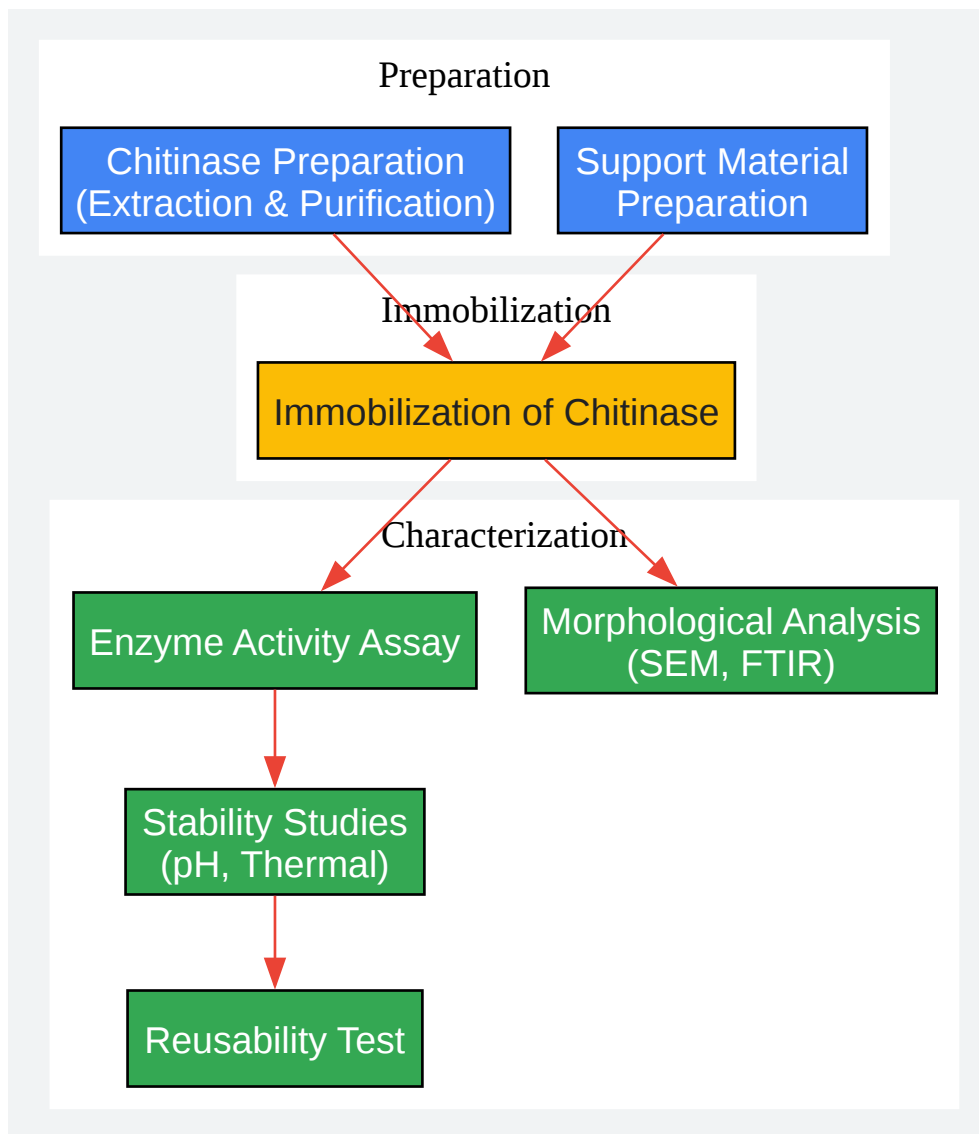 Preparation
Chitinase Preparation
(Extraction & Purification)
Support Material
Preparation
Immobilization
Immobilization of Chitinase
Characterization
Enzyme Activity Assay
Morphological Analysis
(SEM, FTIR)
Stability Studies
(pH, Thermal)
Reusability Test